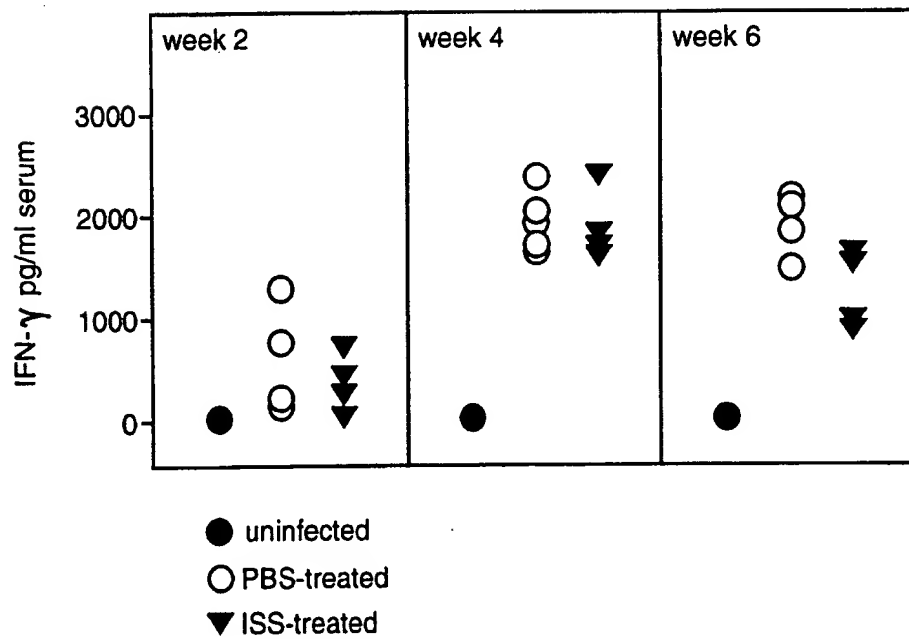 week 2
week 4
week 6
IFN-γ pg/ml serum
3000
2000
1000
0
uninfected
PBS-treated
ISS-treated